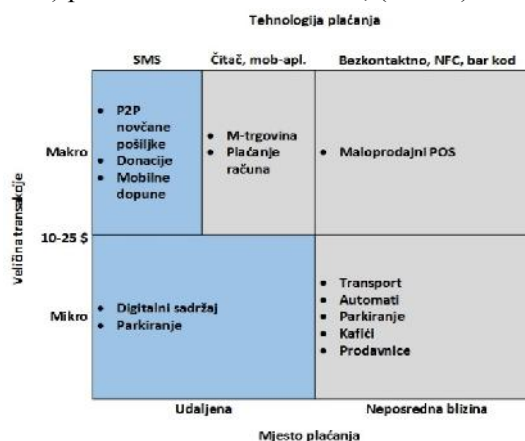 Tehnologija plaćanja
SMS
Čitač, mob-apl.
Bezkontaktno, NFC, bar kod
Veličina transakcije
Makro
10-25 $
Mikro
• P2P
novčane
pošiljke
• Donacije
• Mobilne
dopune
• M-trgovina
• Plaćanje
računa
• Maloprodajni POS
• Digitalni sadržaj
• Parkiranje
• Transport
• Automati
• Parkiranje
• Kafići
• Prodavnice
Udaljena
Neposredna blizina
Mjesto plaćanja